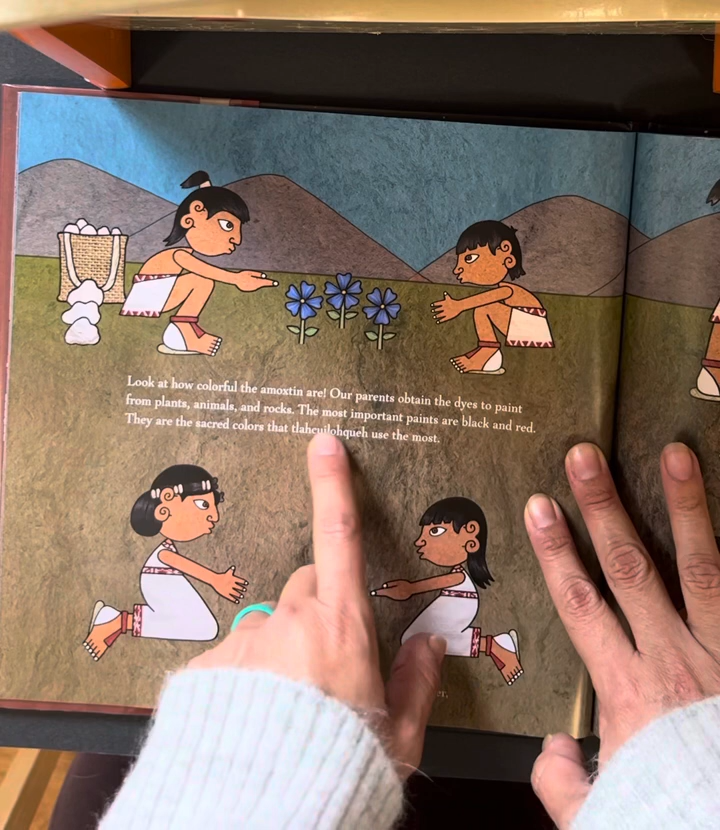 Look at how colorful the amoxtin are! Our parents obtain the dyes to paint
from plants, animals, and rocks. The most important paints are black and red.
They are the sacred colors that tlahcuilohqueh use the most.